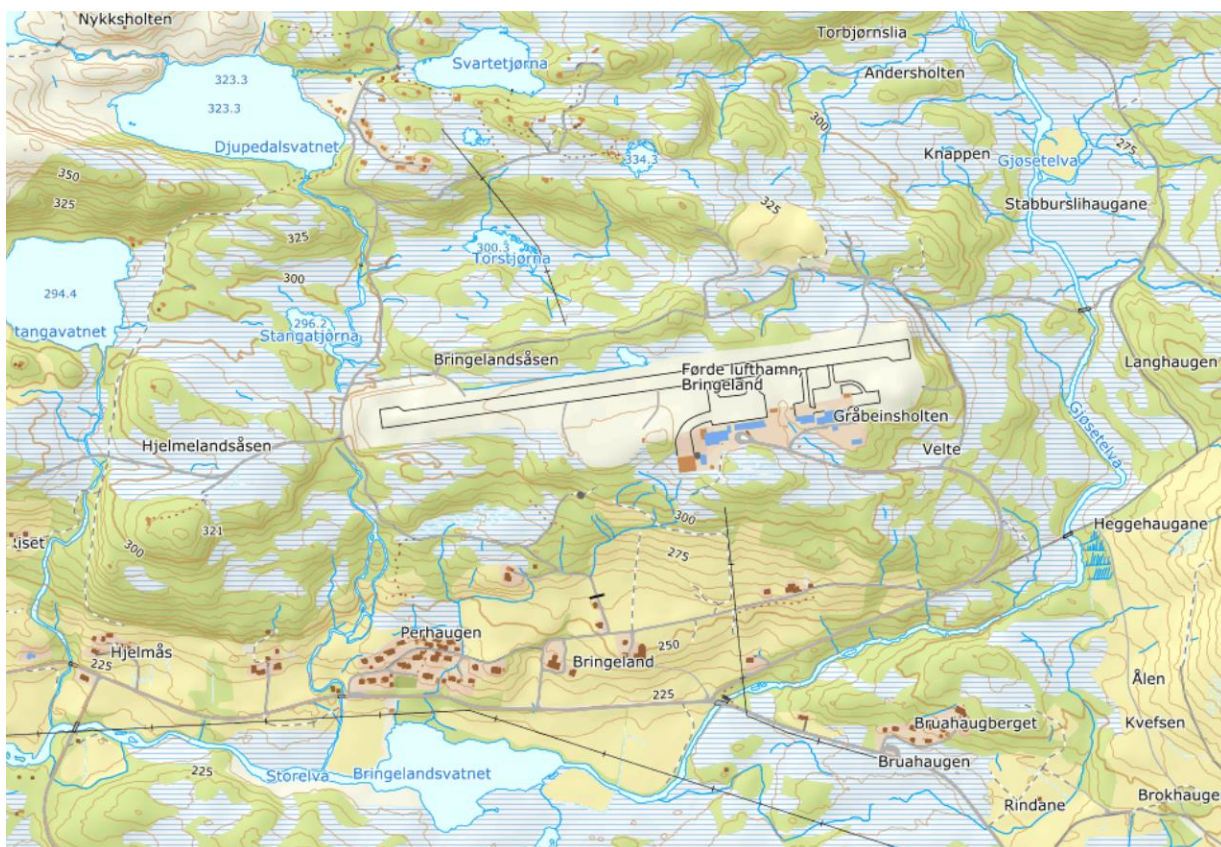 Nykksholten
Torbjørnslia
Svartetjørna
323.3
Andersholten
323.3
300
Djupedalsvatnet
275
334.3
Knappen
Gjøsetelva
350
325
Stabburslihaugane
325
325
300.3
Torstjørna
300
294.4
296.2
Stangatjørna
tangavatnet
Bringelandsåsen
Langhaugen
Førde lufthamn,
Bringeland
Gråbeinsholten
Gjøsetelva
Hjelmelandsåsen
Velte
300
321
Heggehaugane
iset
300
275
Perhaugen
250
Hjelmås
Bringeland
225
Ålen
225
Bruahaugberget
Kvefsen
Bruahaugen
225
Storelva
Bringelandsvatnet
Brokhauge
Rindane